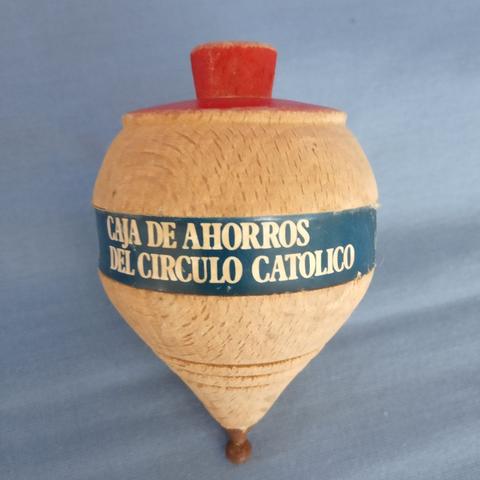 CAJA DE AHORROS
DEL CIRCULO CATOLICO